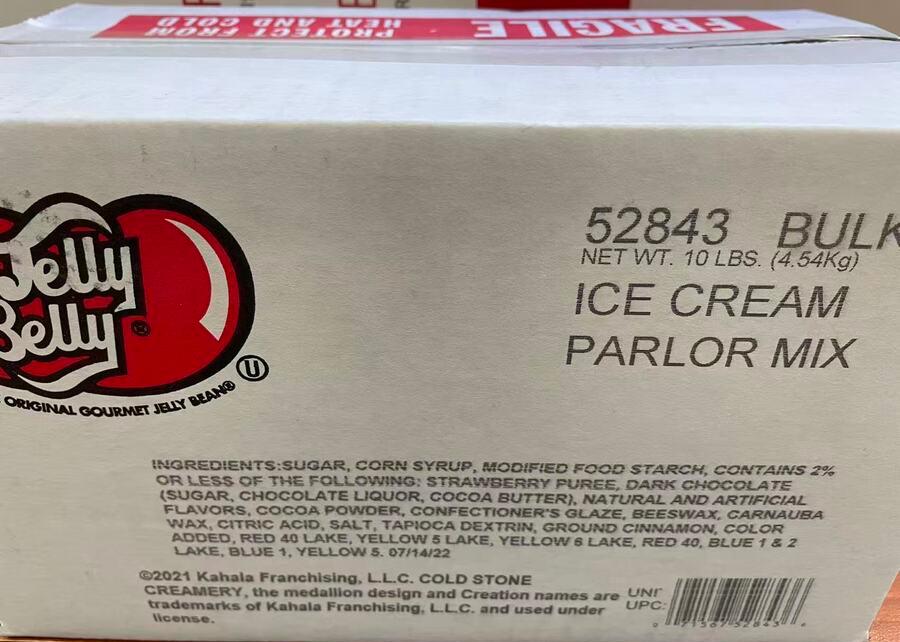 FRAGILE
PROTECT FROM
HEAT AND COLD
Jelly
Belly®
ORIGINAL GOURMET JELLY BEAN®
U
52843 BULK
NET WT. 10 LBS. (4.54Kg)
ICE CREAM
PARLOR MIX
INGREDIENTS:SUGAR, CORN SYRUP, MODIFIED FOOD STARCH, CONTAINS 2%
OR LESS OF THE FOLLOWING: STRAWBERRY PUREE, DARK CHOCOLATE
(SUGAR, CHOCOLATE LIQUOR, COCOA BUTTER), NATURAL AND ARTIFICIAL
FLAVORS, COCOA POWDER, CONFECTIONER'S GLAZE, BEESWAX, CARNAUBA
WAX, CITRIC ACID, SALT, TAPIOCA DEXTRIN, GROUND CINNAMON, COLOR
ADDED, RED 40 LAKE, YELLOW 5 LAKE, YELLOW 6 LAKE, RED 40, BLUE 1 & 2
LAKE, BLUE 1, YELLOW 5. 07/14/22
©2021 Kahala Franchising, L.L.C. COLD STONE
CREAMERY, the medallion design and Creation names are
trademarks of Kahala Franchising, L.L.C. and used under
license.
UPC: